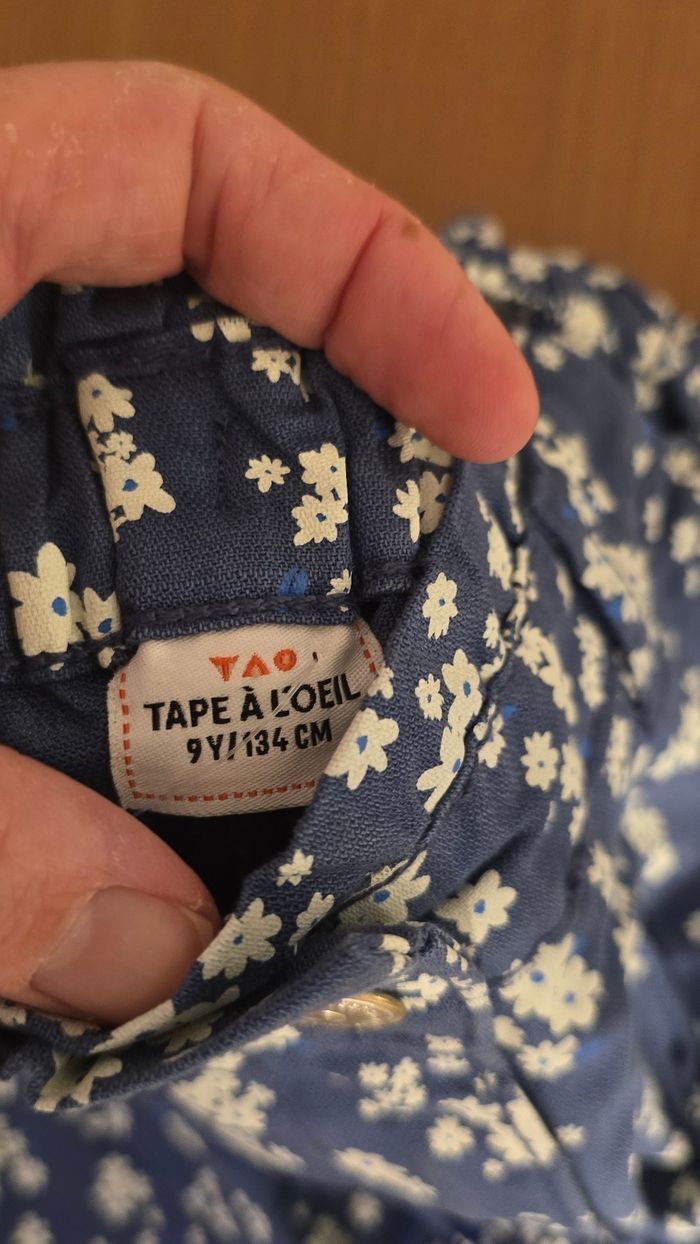 TAO
TAPE À L'OEIL
9Y/134 CM